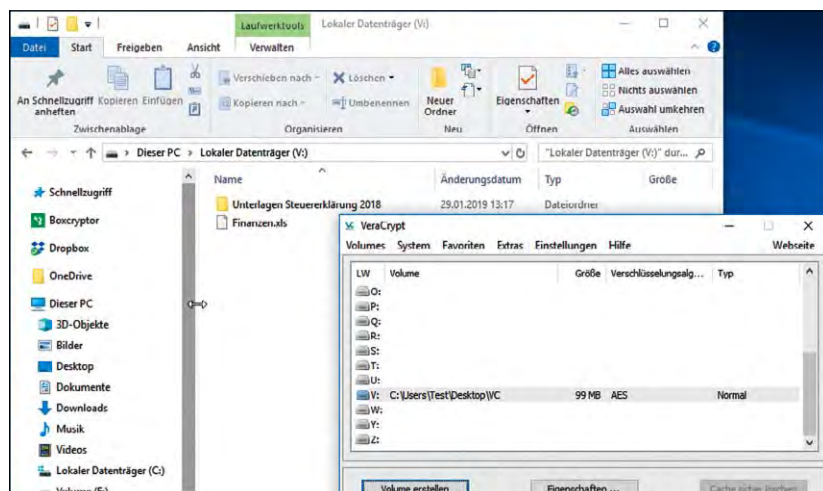 Laufwerktools Lokaler Datenträger (V:)
Datei Start Freigeben Ansicht Verwalten
An Schnellzugriff anheften
Kopieren
Einfügen
Zwischenablage
Verschieben nach
Kopieren nach
Löschen
Umbenennen
Organisieren
Neuer Ordner
Neu
Eigenschaften
Öffnen
Alles auswählen
Nichts auswählen
Auswahl umkehren
Auswählen
Dieser PC > Lokaler Datenträger (V:)
"Lokaler Datenträger (V:)" dur...
Name Änderungsdatum Typ Größe
Unterlagen Steuererklärung 2018 29.01.2019 13:17 Dateiordner
Finanzen.xls
Schnellzugriff
Boxcryptor
Dropbox
OneDrive
Dieser PC
3D-Objekte
Bilder
Desktop
Dokumente
Downloads
Musik
Videos
Lokaler Datenträger (C:)
VeraCrypt
Volumes System Favoriten Extras Einstellungen Hilfe Webseite
LW Volume Größe Verschlüsselungsalg... Typ
O:
P:
Q:
R:
S:
T:
U:
V: C:\Users\Test\Desktop\VC 99 MB AES Normal
W:
Y:
Z:
Volume erstellen
Eigenschaften ...